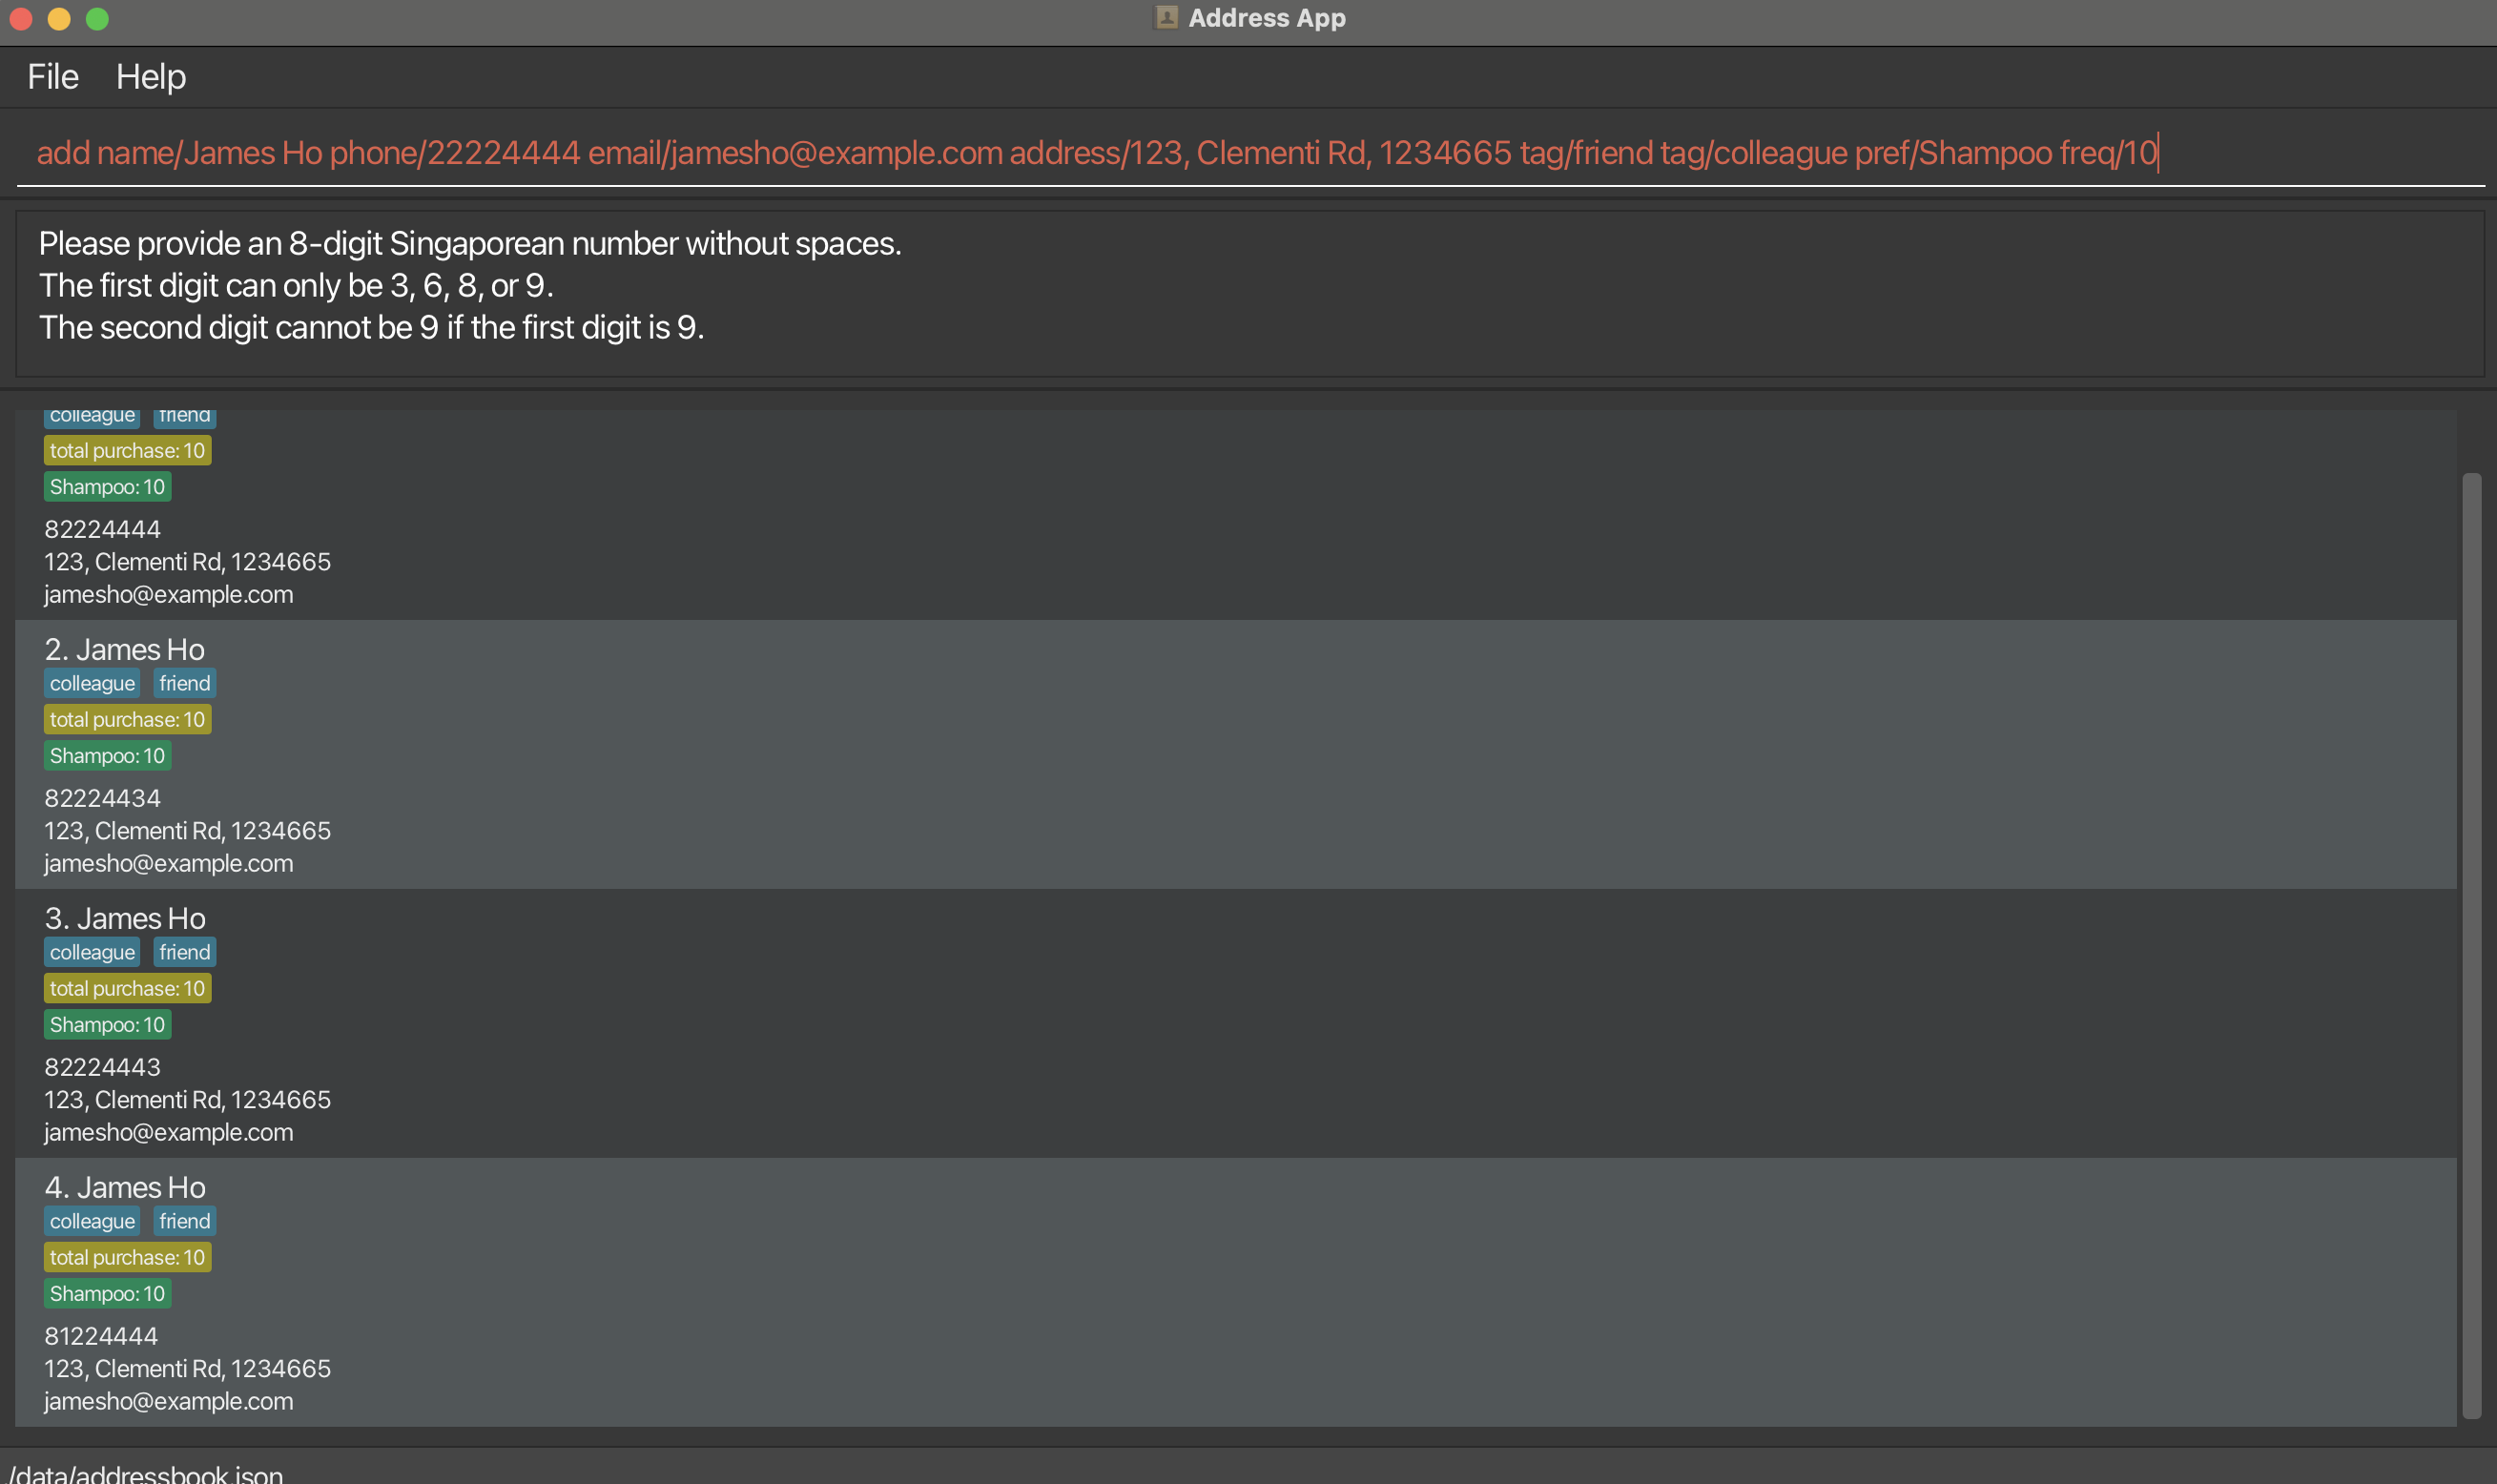 Address App
File Help
add name/James Ho phone/22224444 email/jamesho@example.com address/123, Clementi Rd, 1234665 tag/friend tag/colleague pref/Shampoo freq/10
Please provide an 8-digit Singaporean number without spaces.
The first digit can only be 3, 6, 8, or 9.
The second digit cannot be 9 if the first digit is 9.
colleague friend
total purchase: 10
Shampoo: 10
82224444
123, Clementi Rd, 1234665
jamesho@example.com
2. James Ho
colleague friend
total purchase: 10
Shampoo: 10
82224434
123, Clementi Rd, 1234665
jamesho@example.com
3. James Ho
colleague friend
total purchase: 10
Shampoo: 10
82224443
123, Clementi Rd, 1234665
jamesho@example.com
4. James Ho
colleague friend
total purchase: 10
Shampoo: 10
81224444
123, Clementi Rd, 1234665
jamesho@example.com
./data/addressbook.json